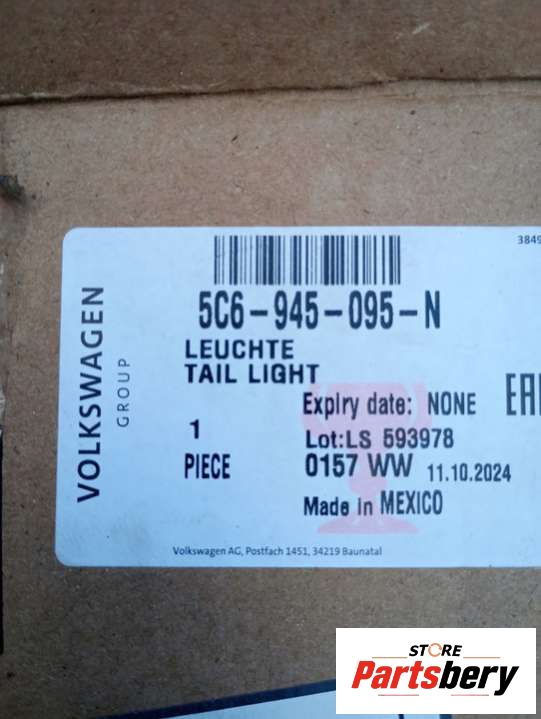 3849
5C6-945-095-N
LEUCHTE
TAIL LIGHT
VOLKSWAGEN
GROUP
Expiry date: NONE
1
PIECE
Lot:LS 593978
0157 WW 11.10.2024
Made in MEXICO
Volkswagen AG, Postfach 1451, 34219 Baunatal
STORE
Partsbery